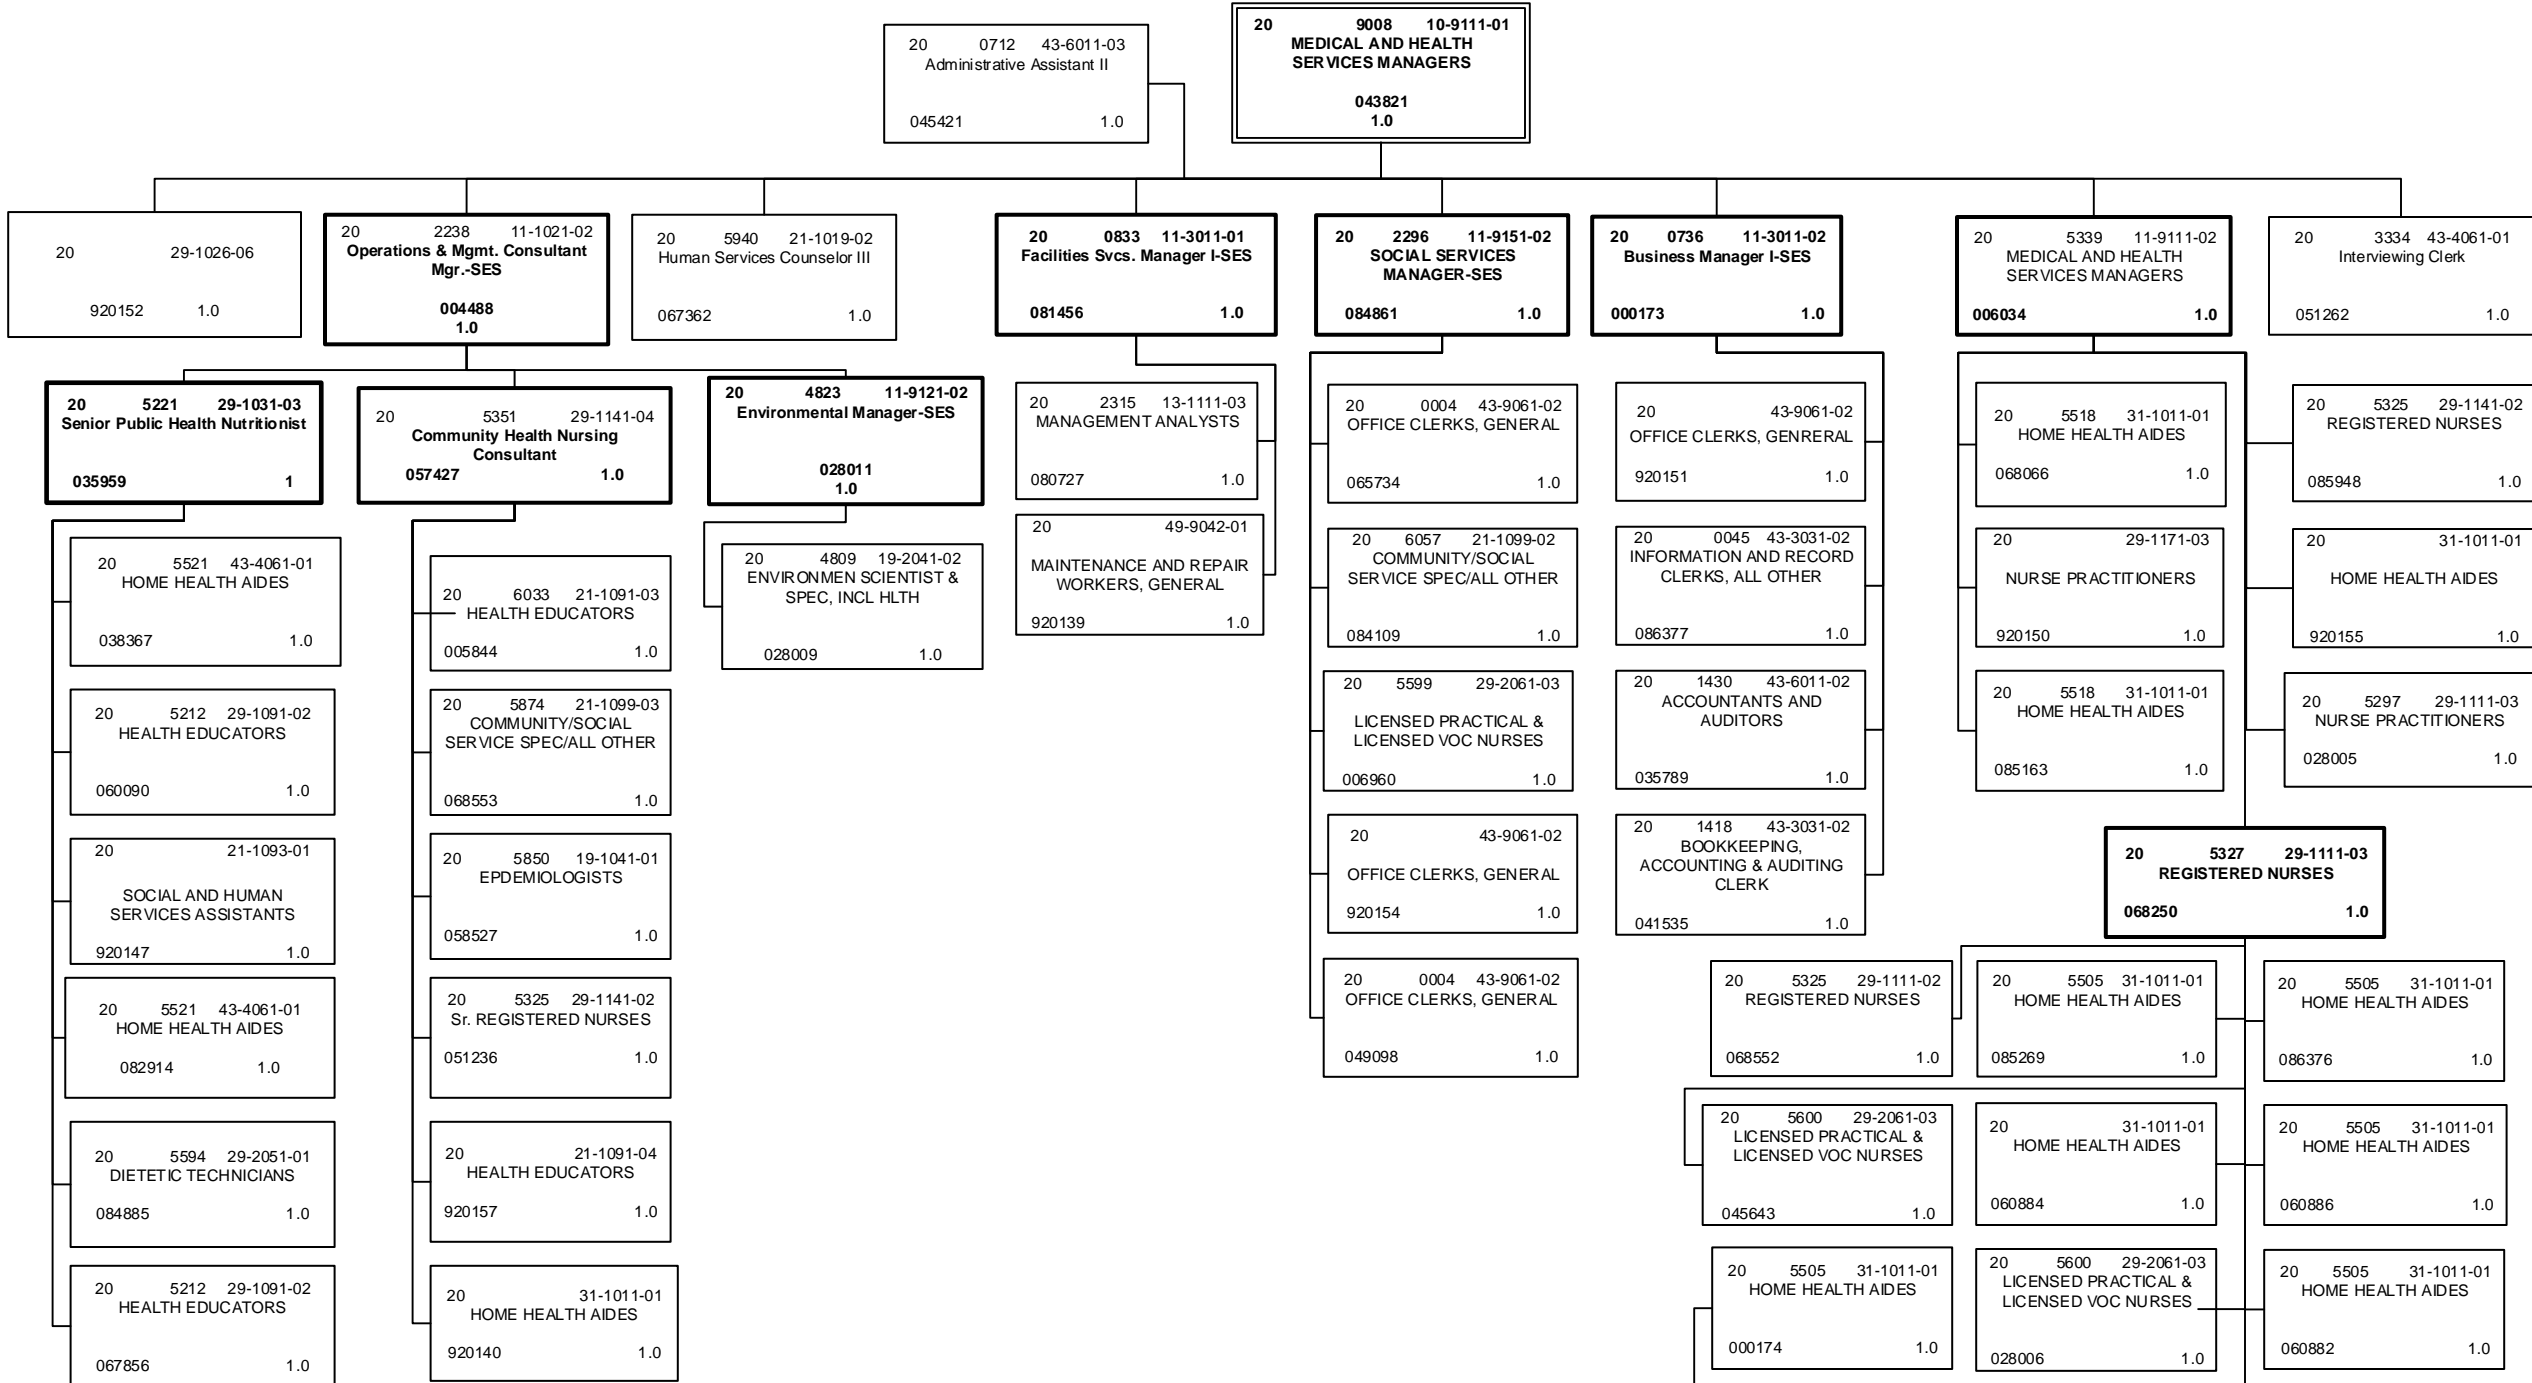 20 0712 43-6011-03
Administrative Assistant II
045421 1.0
20 9008 10-9111-01
MEDICAL AND HEALTH
SERVICES MANAGERS
043821
1.0
20 29-1026-06
920152 1.0
20 2238 11-1021-02
Operations & Mgmt. Consultant
Mgr.-SES
004488
1.0
20 5940 21-1019-02
Human Services Counselor III
067362 1.0
20 0833 11-3011-01
Facilities Svcs. Manager I-SES
081456 1.0
20 2296 11-9151-02
SOCIAL SERVICES
MANAGER-SES
084861 1.0
20 0736 11-3011-02
Business Manager I-SES
000173 1.0
20 5339 11-9111-02
MEDICAL AND HEALTH
SERVICES MANAGERS
006034 1.0
20 3334 43-4061-01
Interviewing Clerk
051262 1.0
20 5221 29-1031-03
Senior Public Health Nutritionist
035959 1
20 5351 29-1141-04
Community Health Nursing
Consultant
057427 1.0
20 4823 11-9121-02
Environmental Manager-SES
028011
1.0
20 5521 43-4061-01
HOME HEALTH AIDES
038367 1.0
20 5212 29-1091-02
HEALTH EDUCATORS
060090 1.0
20 21-1093-01
SOCIAL AND HUMAN
SERVICES ASSISTANTS
920147 1.0
20 5521 43-4061-01
HOME HEALTH AIDES
082914 1.0
20 5594 29-2051-01
DIETETIC TECHNICIANS
084885 1.0
20 5212 29-1091-02
HEALTH EDUCATORS
067856 1.0
20 6033 21-1091-03
HEALTH EDUCATORS
005844 1.0
20 5874 21-1099-03
COMMUNITY/SOCIAL
SERVICE SPEC/ALL OTHER
068553 1.0
20 5850 19-1041-01
EPDEMIOLOGISTS
058527 1.0
20 5325 29-1141-02
Sr. REGISTERED NURSES
051236 1.0
20 21-1091-04
HEALTH EDUCATORS
920157 1.0
20 31-1011-01
HOME HEALTH AIDES
920140 1.0
20 4809 19-2041-02
ENVIRONMEN SCIENTIST &
SPEC, INCL HLTH
028009 1.0
20 2315 13-1111-03
MANAGEMENT ANALYSTS
080727 1.0
20 49-9042-01
MAINTENANCE AND REPAIR
WORKERS, GENERAL
920139 1.0
20 0004 43-9061-02
OFFICE CLERKS, GENERAL
065734 1.0
20 6057 21-1099-02
COMMUNITY/SOCIAL
SERVICE SPEC/ALL OTHER
084109 1.0
20 5599 29-2061-03
LICENSED PRACTICAL &
LICENSED VOC NURSES
006960 1.0
20 43-9061-02
OFFICE CLERKS, GENERAL
920154 1.0
20 0004 43-9061-02
OFFICE CLERKS, GENERAL
049098 1.0
20 43-9061-02
OFFICE CLERKS, GENRERAL
920151 1.0
20 0045 43-3031-02
INFORMATION AND RECORD
CLERKS, ALL OTHER
086377 1.0
20 1430 43-6011-02
ACCOUNTANTS AND
AUDITORS
035789 1.0
20 1418 43-3031-02
BOOKKEEPING,
ACCOUNTING & AUDITING
CLERK
041535 1.0
20 5518 31-1011-01
HOME HEALTH AIDES
068066 1.0
20 29-1171-03
NURSE PRACTITIONERS
920150 1.0
20 5518 31-1011-01
HOME HEALTH AIDES
085163 1.0
20 5325 29-1141-02
REGISTERED NURSES
085948 1.0
20 31-1011-01
HOME HEALTH AIDES
920155 1.0
20 5297 29-1111-03
NURSE PRACTITIONERS
028005 1.0
20 5327 29-1111-03
REGISTERED NURSES
068250 1.0
20 5325 29-1111-02
REGISTERED NURSES
068552 1.0
20 5505 31-1011-01
HOME HEALTH AIDES
085269 1.0
20 5505 31-1011-01
HOME HEALTH AIDES
086376 1.0
20 5600 29-2061-03
LICENSED PRACTICAL &
LICENSED VOC NURSES
045643 1.0
20 31-1011-01
HOME HEALTH AIDES
060884 1.0
20 5505 31-1011-01
HOME HEALTH AIDES
060886 1.0
20 5505 31-1011-01
HOME HEALTH AIDES
000174 1.0
20 5600 29-2061-03
LICENSED PRACTICAL &
LICENSED VOC NURSES
028006 1.0
20 5505 31-1011-01
HOME HEALTH AIDES
060882 1.0